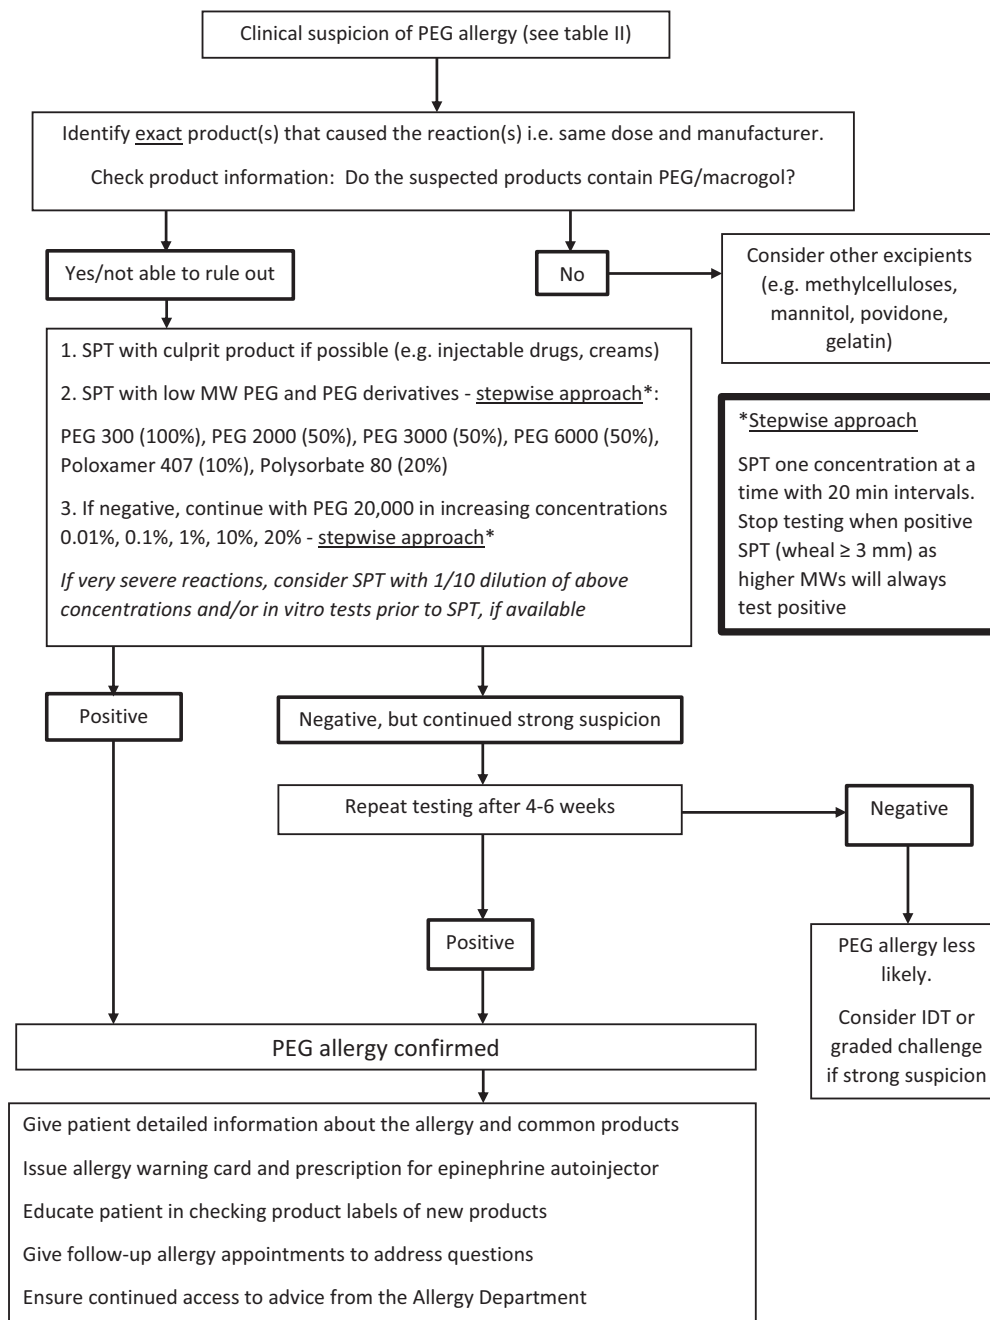 Clinical suspicion of PEG allergy (see table II)
Identify exact product(s) that caused the reaction(s) i.e. same dose and manufacturer.
Check product information:  Do the suspected products contain PEG/macrogol?
Yes/not able to rule out
No
Consider other excipients
(e.g. methylcelluloses,
mannitol, povidone,
gelatin)
1. SPT with culprit product if possible (e.g. injectable drugs, creams)
2. SPT with low MW PEG and PEG derivatives - stepwise approach*:
PEG 300 (100%), PEG 2000 (50%), PEG 3000 (50%), PEG 6000 (50%),
Poloxamer 407 (10%), Polysorbate 80 (20%)
3. If negative, continue with PEG 20,000 in increasing concentrations
0.01%, 0.1%, 1%, 10%, 20% - stepwise approach*
If very severe reactions, consider SPT with 1/10 dilution of above
concentrations and/or in vitro tests prior to SPT, if available
*Stepwise approach
SPT one concentration at a
time with 20 min intervals.
Stop testing when positive
SPT (wheal ≥ 3 mm) as
higher MWs will always
test positive
Positive
Negative, but continued strong suspicion
Repeat testing after 4-6 weeks
Negative
Positive
PEG allergy less
likely.
Consider IDT or
graded challenge
if strong suspicion
PEG allergy confirmed
Give patient detailed information about the allergy and common products
Issue allergy warning card and prescription for epinephrine autoinjector
Educate patient in checking product labels of new products
Give follow-up allergy appointments to address questions
Ensure continued access to advice from the Allergy Department